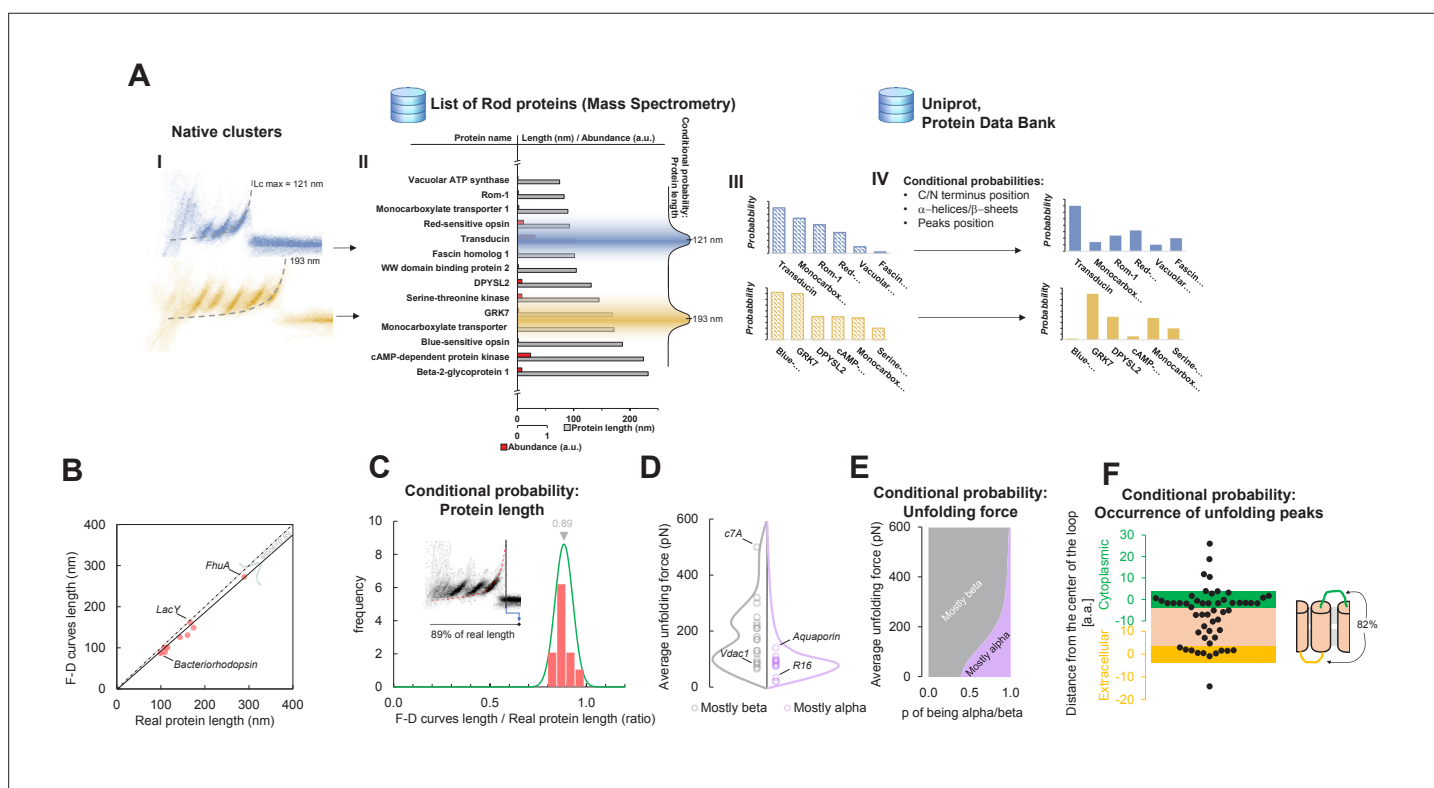 A
List of Rod proteins (Mass Spectrometry)
Uniprot,
Protein Data Bank
Native clusters
I
Lc max = 121 nm
193 nm
II
Protein name
Length (nm) / Abundance (a.u.)
Conditional probability:
Protein length
Vacuolar ATP synthase
Rom-1
Monocarboxylate transporter 1
Red-sensitive opsin
Transducin
Fascin homolog 1
WW domain binding protein 2
DPYSL2
Serine-threonine kinase
GRK7
Monocarboxylate transporter
Blue-sensitive opsin
cAMP-dependent protein kinase
Beta-2-glycoprotein 1
121 nm
193 nm
0 100 200
Protein length (nm)
0 1
Abundance (a.u.)
III
Probability
Transducin
Monocarbox...
Rom-1
Red-...
Vacuolar...
Fascin...
Probabbility
Blue-...
GRK7
DPYSL2
cAMP-...
Monocarbox...
Serine-...
IV
Conditional probabilities:
• C/N terminus position
• α-helices/β-sheets
• Peaks position
Probability
Transducin
Monocarbox...
Rom-1
Red-...
Vacuolar...
Fascin...
Probabbility
Blue-...
GRK7
DPYSL2
cAMP-...
Monocarbox...
Serine-...
B
F-D curves length (nm)
400
300
200
100
0
FhuA
LacY
Bacteriorhodopsin
0 100 200 300 400
Real protein length (nm)
C
Conditional probability:
Protein length
frequency
10
8
6
4
2
0
0.89
89% of real length
0.0 0.5 1.0
F-D curves length / Real protein length (ratio)
D
Average unfolding force (pN)
600
400
200
0
c7A
Vdac1
Aquaporin
R16
Mostly beta
Mostly alpha
E
Conditional probability:
Unfolding force
Average unfolding force (pN)
600
400
200
0
Mostly beta
Mostly alpha
0.0 0.5 1.0
p of being alpha/beta
F
Conditional probability:
Occurrence of unfolding peaks
Distance from the center of the loop
[a.a.]
Cytoplasmic
Extracellular
30
20
10
0
-10
10
0
-10
-20
82%